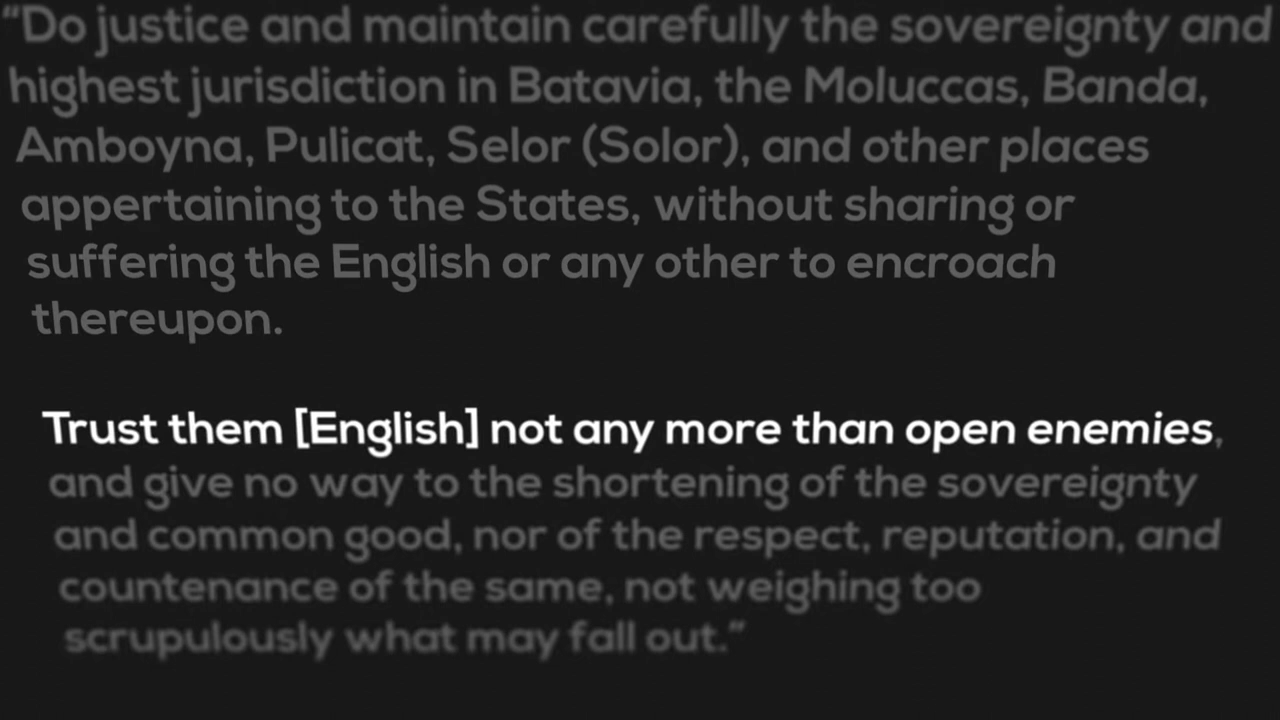 “Do justice and maintain carefully the sovereignty and
highest jurisdiction in Batavia, the Moluccas, Banda,
Amboyna, Pulicat, Selor (Solor), and other places
appertaining to the States, without sharing or
suffering the English or any other to encroach
thereupon.
Trust them [English] not any more than open enemies,
and give no way to the shortening of the sovereignty
and common good, nor of the respect, reputation, and
countenance of the same, not weighing too
scrupulously what may fall out.”